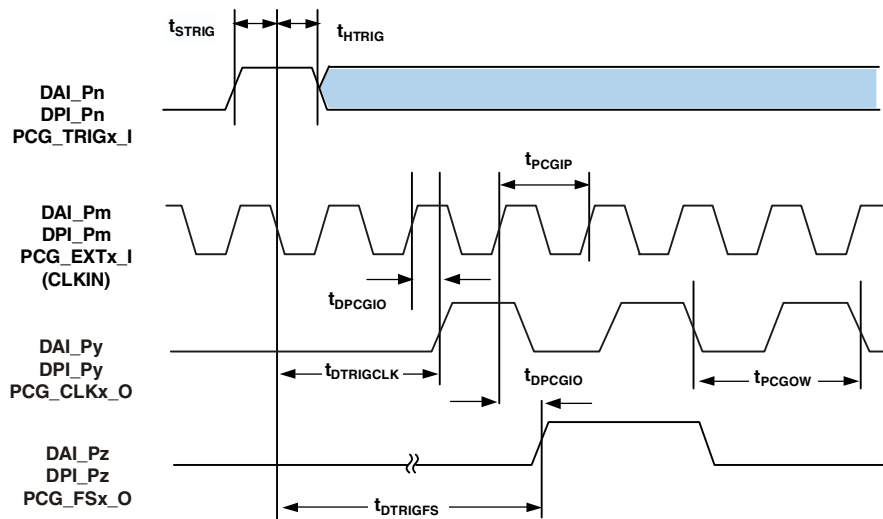 tSTRIG
tHTRIG
DAI_Pn
DPI_Pn
PCG_TRIGx_I
tPCGIP
DAI_Pm
DPI_Pm
PCG_EXTx_I
(CLKIN)
tDPCGIO
DAI_Py
DPI_Py
PCG_CLKx_O
tDTRIGCLK
tDPCGIO
tPCGOW
DAI_Pz
DPI_Pz
PCG_FSx_O
tDTRIGFS